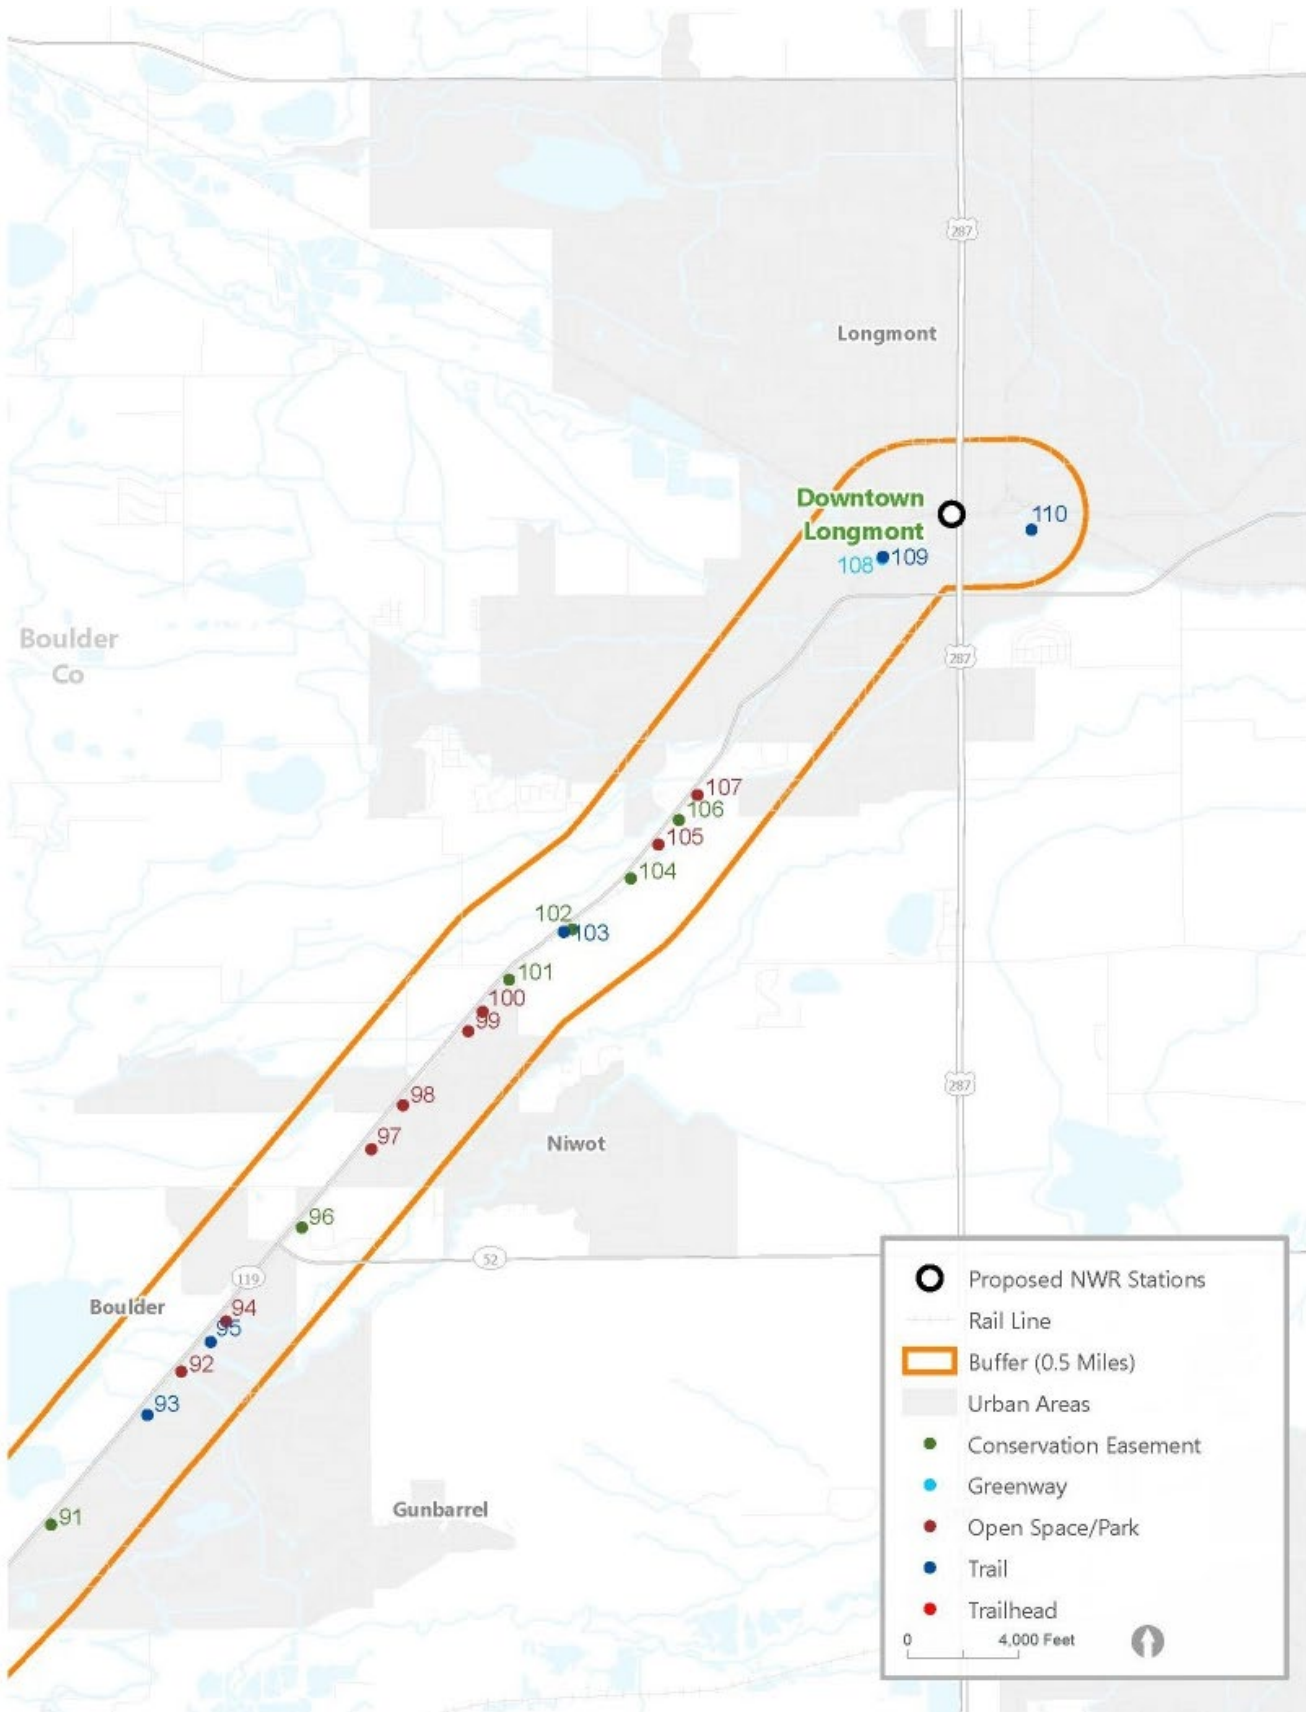 287
Longmont
Downtown
Longmont
110
108
109
Boulder
Co
287
107
106
105
104
102
103
101
100
99
287
98
97
Niwot
96
52
119
Boulder
94
95
92
93
91
Gunbarrel
Proposed NWR Stations
Rail Line
Buffer (0.5 Miles)
Urban Areas
Conservation Easement
Greenway
Open Space/Park
Trail
Trailhead
0
4,000 Feet